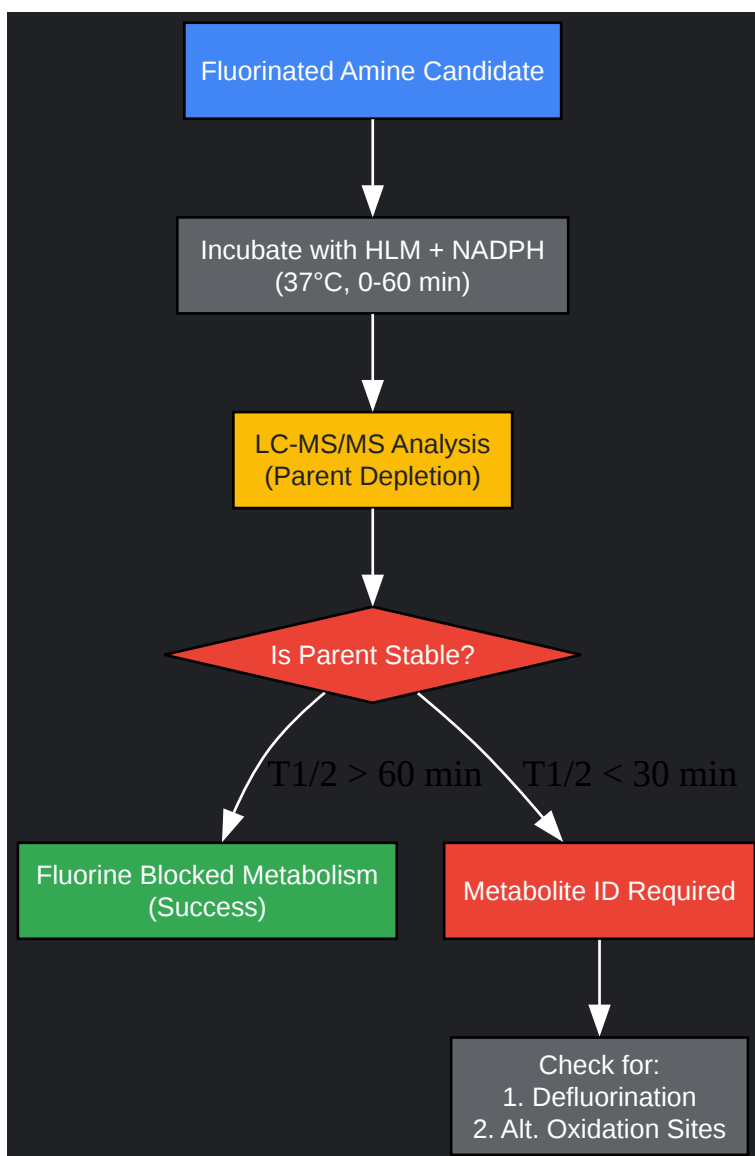 Fluorinated Amine Candidate
Incubate with HLM + NADPH
(37°C, 0-60 min)
LC-MS/MS Analysis
(Parent Depletion)
Is Parent Stable?
T1/2 > 60 min
T1/2 < 30 min
Fluorine Blocked Metabolism
(Success)
Metabolite ID Required
Check for:
1. Defluorination
2. Alt. Oxidation Sites